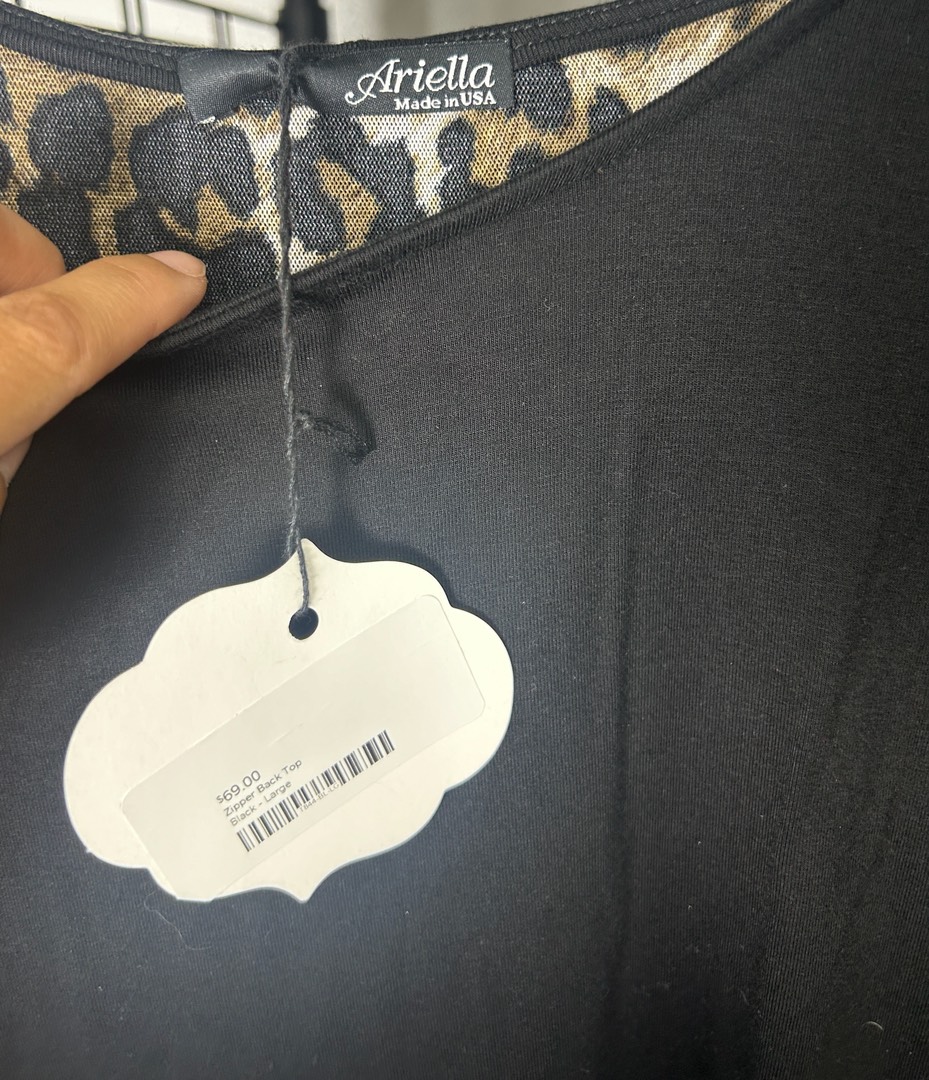 Ariella
Made in USA
$69.00
Zipper Back Top
Black - Large